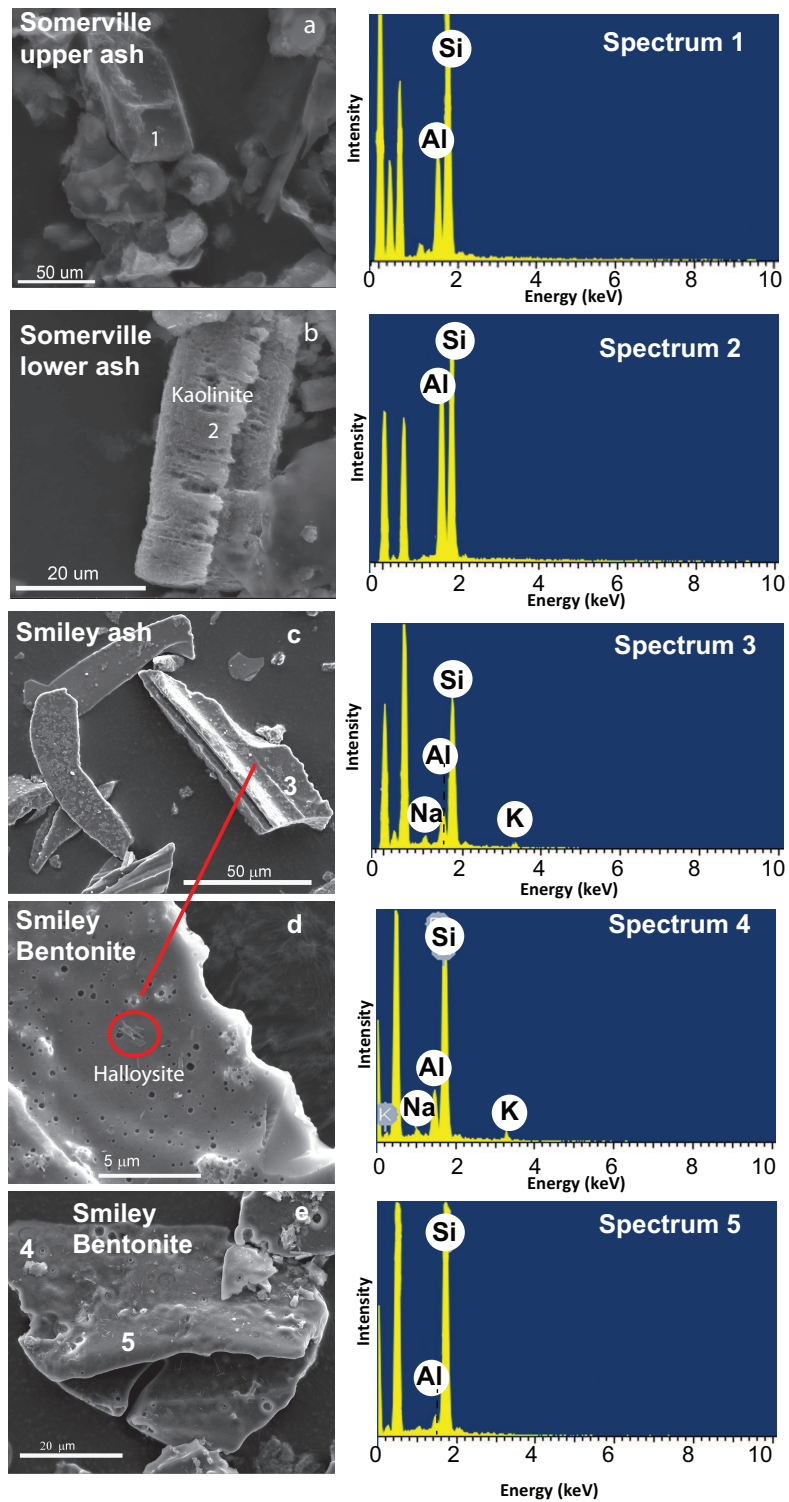 Somerville
upper ash
a
1
50 um
Spectrum 1
Si
Al
Intensity
0 2 4 6 8 10
Energy (keV)
Somerville
lower ash
b
Kaolinite
2
20 um
Spectrum 2
Si
Al
Intensity
0 2 4 6 8 10
Energy (keV)
Smiley ash
c
3
50 μm
Spectrum 3
Si
Al
Na
K
Intensity
0 2 4 6 8 10
Energy (keV)
Smiley
Bentonite
d
Halloysite
5 μm
Spectrum 4
Si
Al
Na
K
K
Intensity
0 2 4 6 8 10
Energy (keV)
Smiley
Bentonite
e
4
5
20 μm
Spectrum 5
Si
Al
Intensity
0 2 4 6 8 10
Energy (keV)